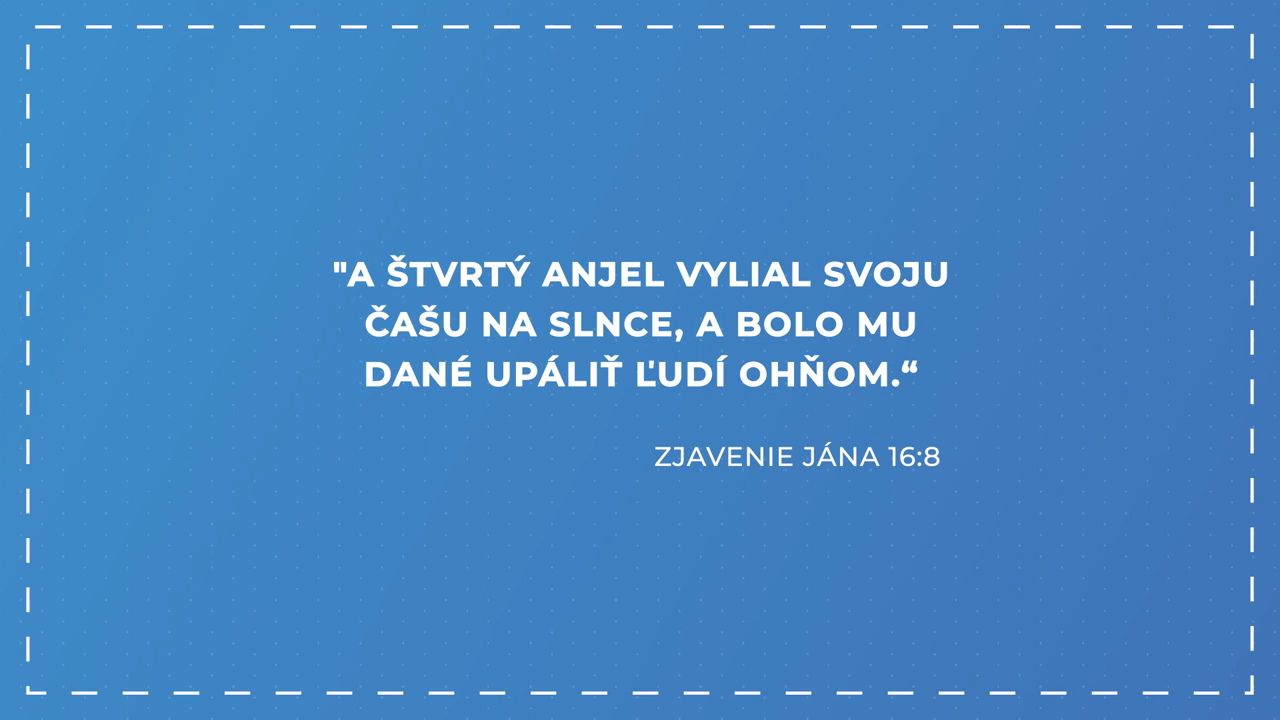 "A ŠTVRTÝ ANJEL VYLIAL SVOJU
ČAŠU NA SLNCE, A BOLO MU
DANÉ UPÁLIŤ ĽUDÍ OHŇOM.“
ZJAVENIE JÁNA 16:8